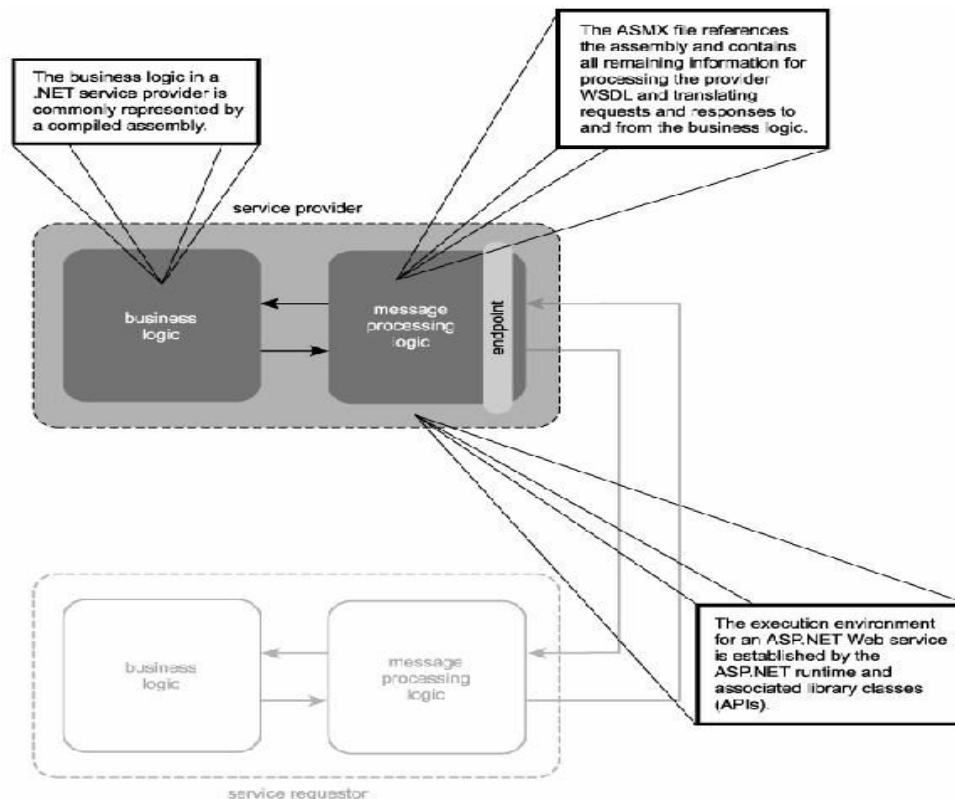 The ASMX file references
the assembly and contains
all remaining information for
processing the provider
WSDL and translating
requests and responses to
and from the business logic.
The business logic in a
.NET service provider is
commonly represented by
a compiled assembly.
service provider
business
logic
message
processing
logic
endpoint
The execution environment
for an ASP.NET Web service
is established by the
ASP.NET runtime and
associated library classes
(APIs).
business
logic
message
processing
logic
service requestor